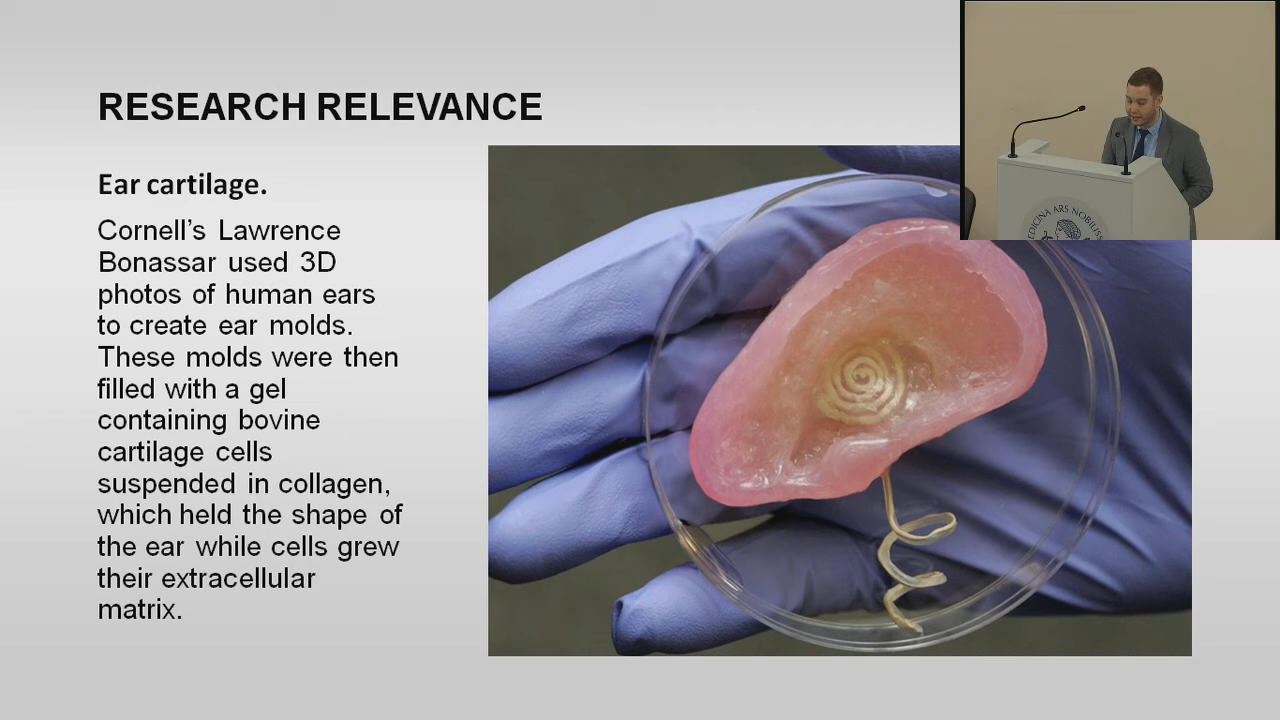 RESEARCH RELEVANCE
Ear cartilage.
Cornell’s Lawrence
Bonassar used 3D
photos of human ears
to create ear molds.
These molds were then
filled with a gel
containing bovine
cartilage cells
suspended in collagen,
which held the shape of
the ear while cells grew
their extracellular
matrix.
ARS NOBILISS